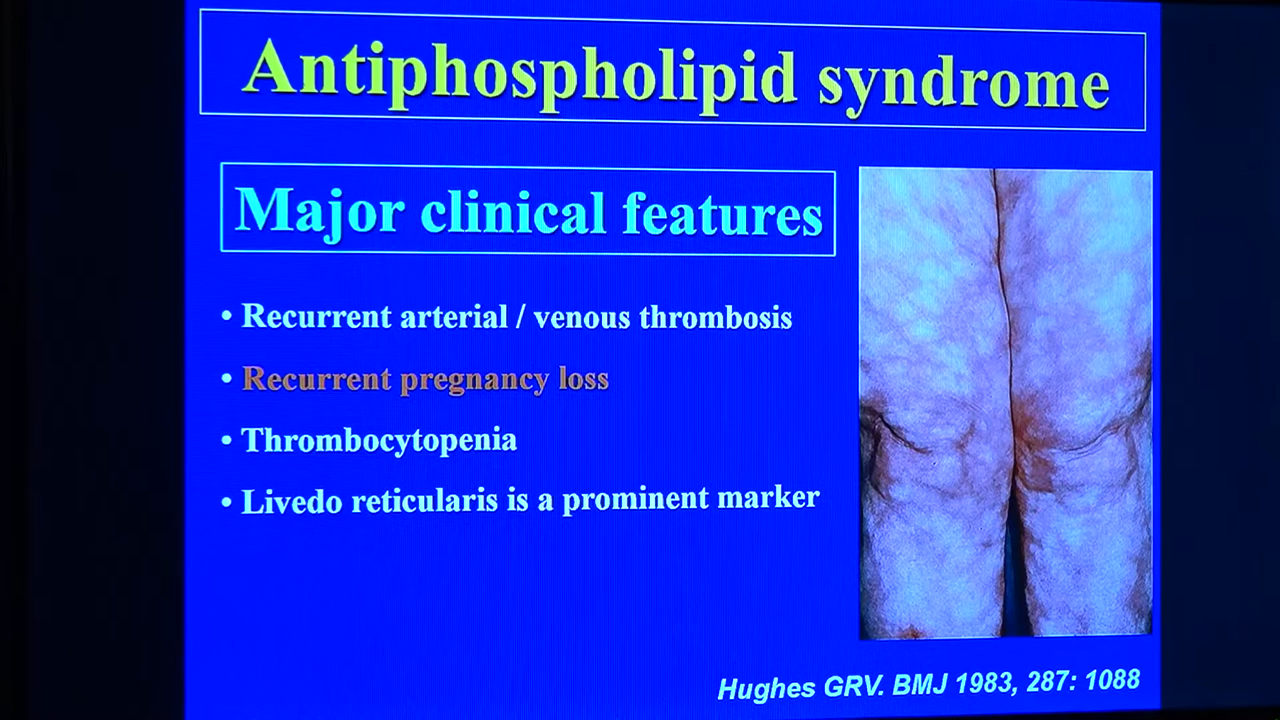 Antiphospholipid syndrome
Major clinical features
• Recurrent arterial / venous thrombosis
• Recurrent pregnancy loss
• Thrombocytopenia
• Livedo reticularis is a prominent marker
Hughes GRV. BMJ 1983, 287: 1088